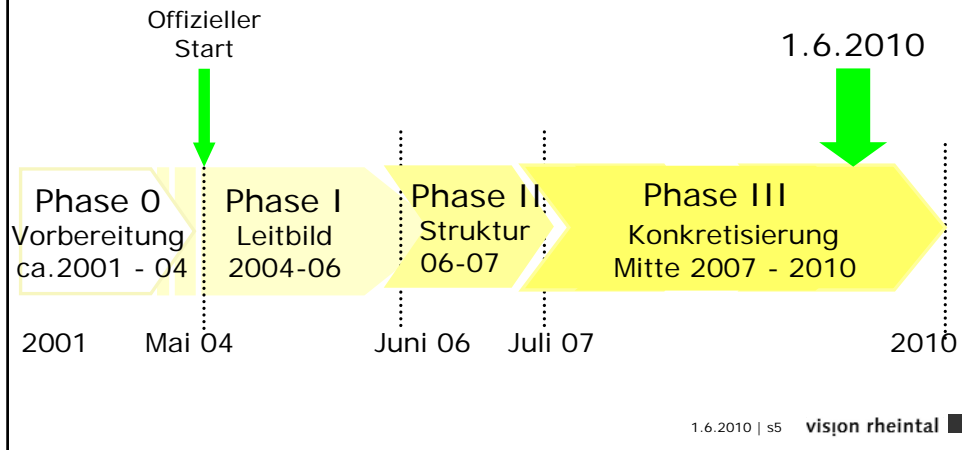 Offizieller
Start
1.6.2010
Phase 0
Vorbereitung
ca.2001 - 04
Phase I
Leitbild
2004-06
Phase II
Struktur
06-07
Phase III
Konkretisierung
Mitte 2007 - 2010
2001
Mai 04
Juni 06
Juli 07
2010
1.6.2010 | s5
vision rheintal